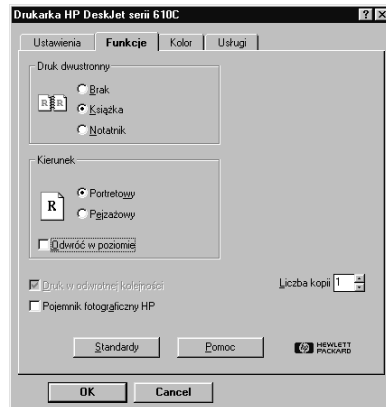 Drukarka HP DeskJet serii 610C
Ustawienia Funkcje Kolor Usługi
Druk dwustronny
Brak
R R
Książka
Notatnik
Kierunek
R
Portretowy
Pejzażowy
Odwróć w poziomie
Druk w odwrotnej kolejności
Liczba kopii 1
Pojemnik fotograficzny HP
Standardy Pomoc
hp HEWLETT PACKARD
OK Cancel